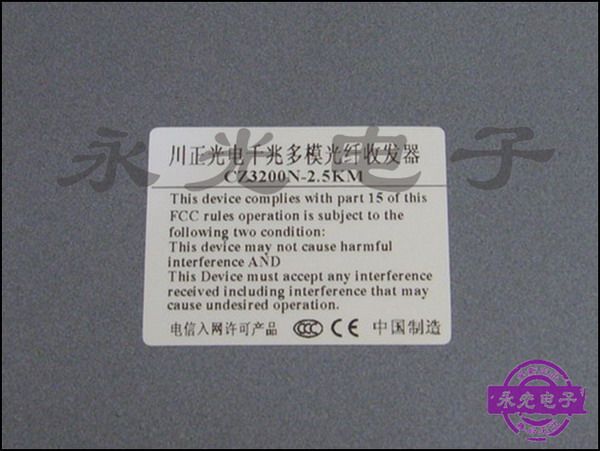 永光电子
川正光电千兆多模光纤收发器
CZ3200N-2.5KM
This device complies with part 15 of this
FCC rules operation is subject to the
following two condition:
This device may not cause harmful
interference AND
This Device must accept any interference
received including interference that may
cause undesired operation.
电信入网许可产品 CCC CE 中国制造
永光电子